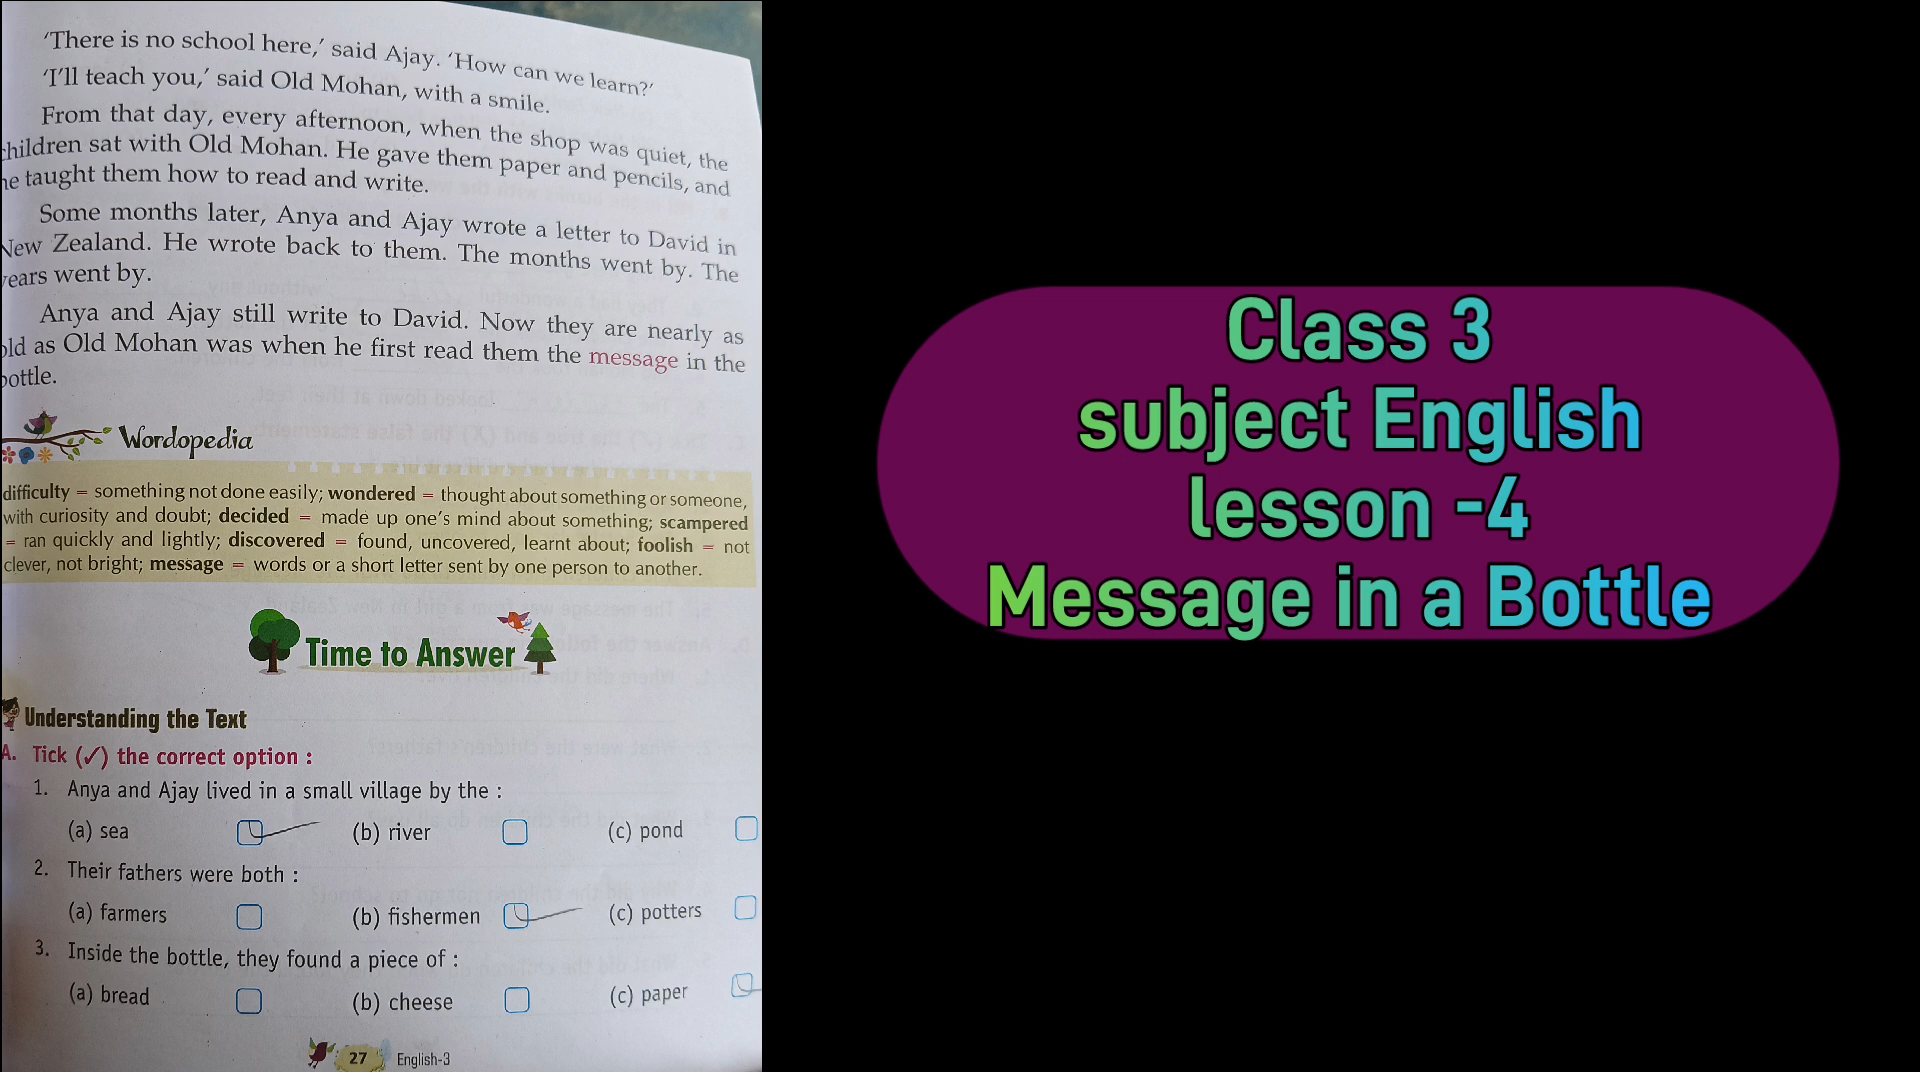 ‘There is no school here,’ said Ajay. ‘How can we learn?’
‘I’ll teach you,’ said Old Mohan, with a smile.
From that day, every afternoon, when the shop was quiet, the
children sat with Old Mohan. He gave them paper and pencils, and
he taught them how to read and write.
Some months later, Anya and Ajay wrote a letter to David in
New Zealand. He wrote back to them. The months went by. The
years went by.
Anya and Ajay still write to David. Now they are nearly as
old as Old Mohan was when he first read them the message in the
bottle.
Wordopedia
difficulty = something not done easily; wondered = thought about something or someone,
with curiosity and doubt; decided = made up one’s mind about something; scampered
= ran quickly and lightly; discovered = found, uncovered, learnt about; foolish = not
clever, not bright; message = words or a short letter sent by one person to another.
Time to Answer
Understanding the Text
A. Tick (✓) the correct option :
1. Anya and Ajay lived in a small village by the :
(a) sea (b) river (c) pond
2. Their fathers were both :
(a) farmers (b) fishermen (c) potters
3. Inside the bottle, they found a piece of :
(a) bread (b) cheese (c) paper
27 English-3
Class 3
subject English
lesson -4
Message in a Bottle